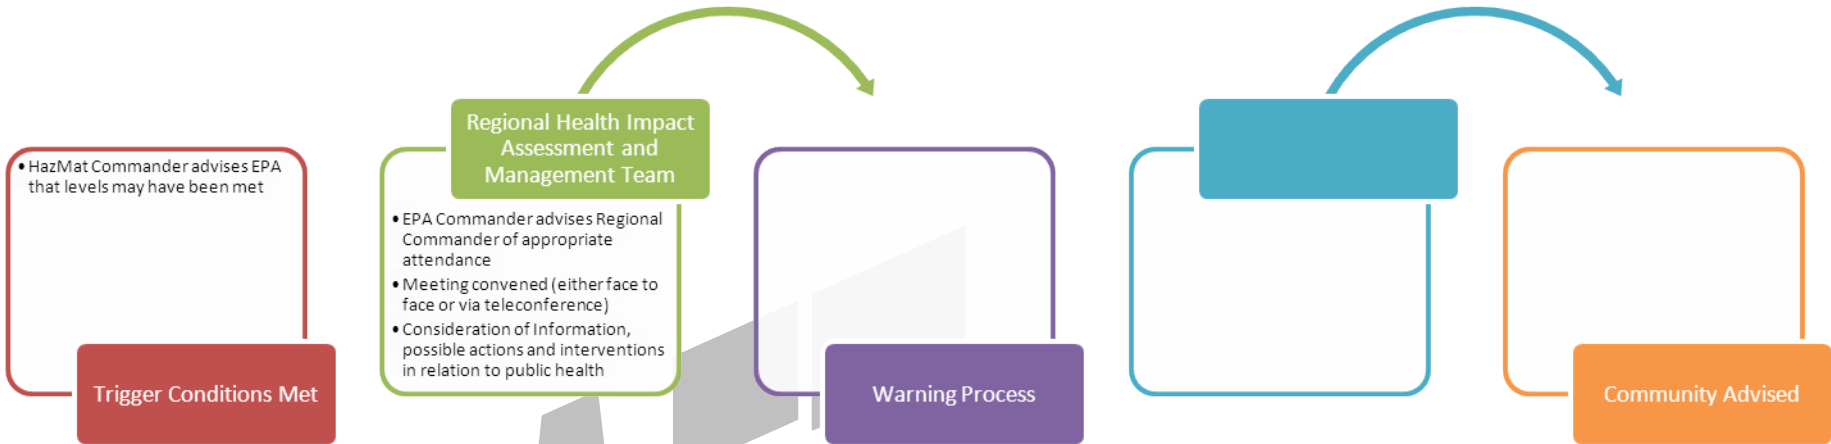 • HazMat Commander advises EPA
that levels may have been met
Trigger Conditions Met
Regional Health Impact
Assessment and
Management Team
• EPA Commander advises Regional
Commander of appropriate
attendance
• Meeting convened (either face to
face or via teleconference)
• Consideration of Information,
possible actions and interventions
in relation to public health
Warning Process
Community Advised